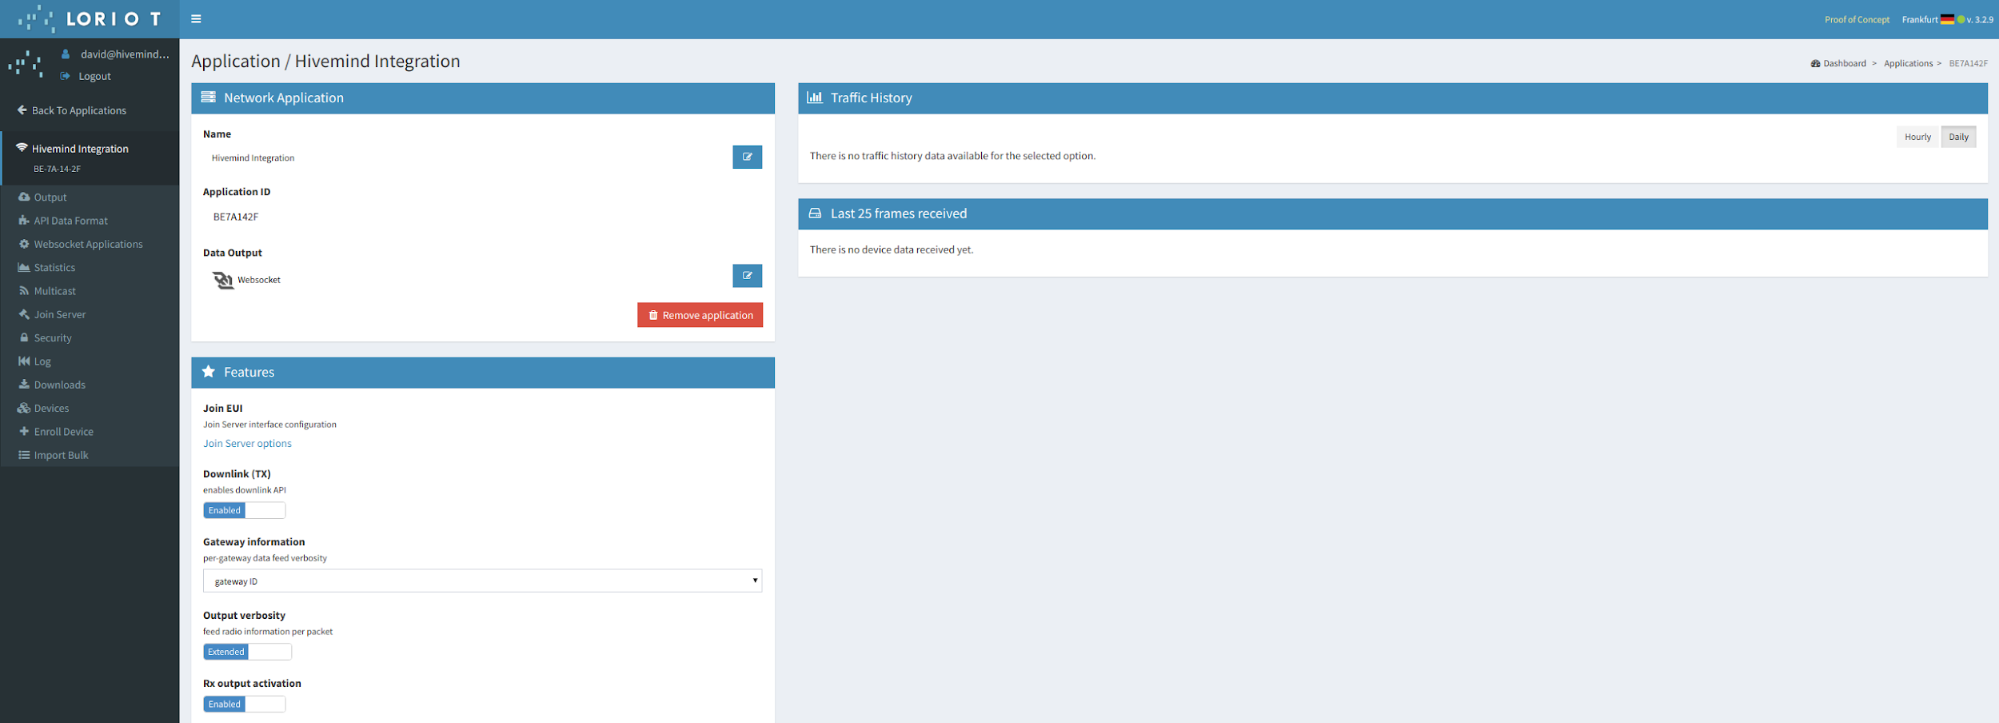 LORIOT
Proof of Concept Frankfurt v. 3.2.9
david@hivemind...
Logout
Back To Applications
Hivemind Integration
BE-7A-14-2F
Output
API Data Format
Websocket Applications
Statistics
Multicast
Join Server
Security
Log
Downloads
Devices
Enroll Device
Import Bulk
Application / Hivemind Integration
Dashboard > Applications > BE7A142F
Network Application
Name
Hivemind Integration
Application ID
BE7A142F
Data Output
Websocket
Remove application
Features
Join EUI
Join Server interface configuration
Join Server options
Downlink (TX)
enables downlink API
Enabled
Gateway information
per-gateway data feed verbosity
gateway ID
Output verbosity
feed radio information per packet
Extended
Rx output activation
Enabled
Traffic History
Hourly Daily
There is no traffic history data available for the selected option.
Last 25 frames received
There is no device data received yet.